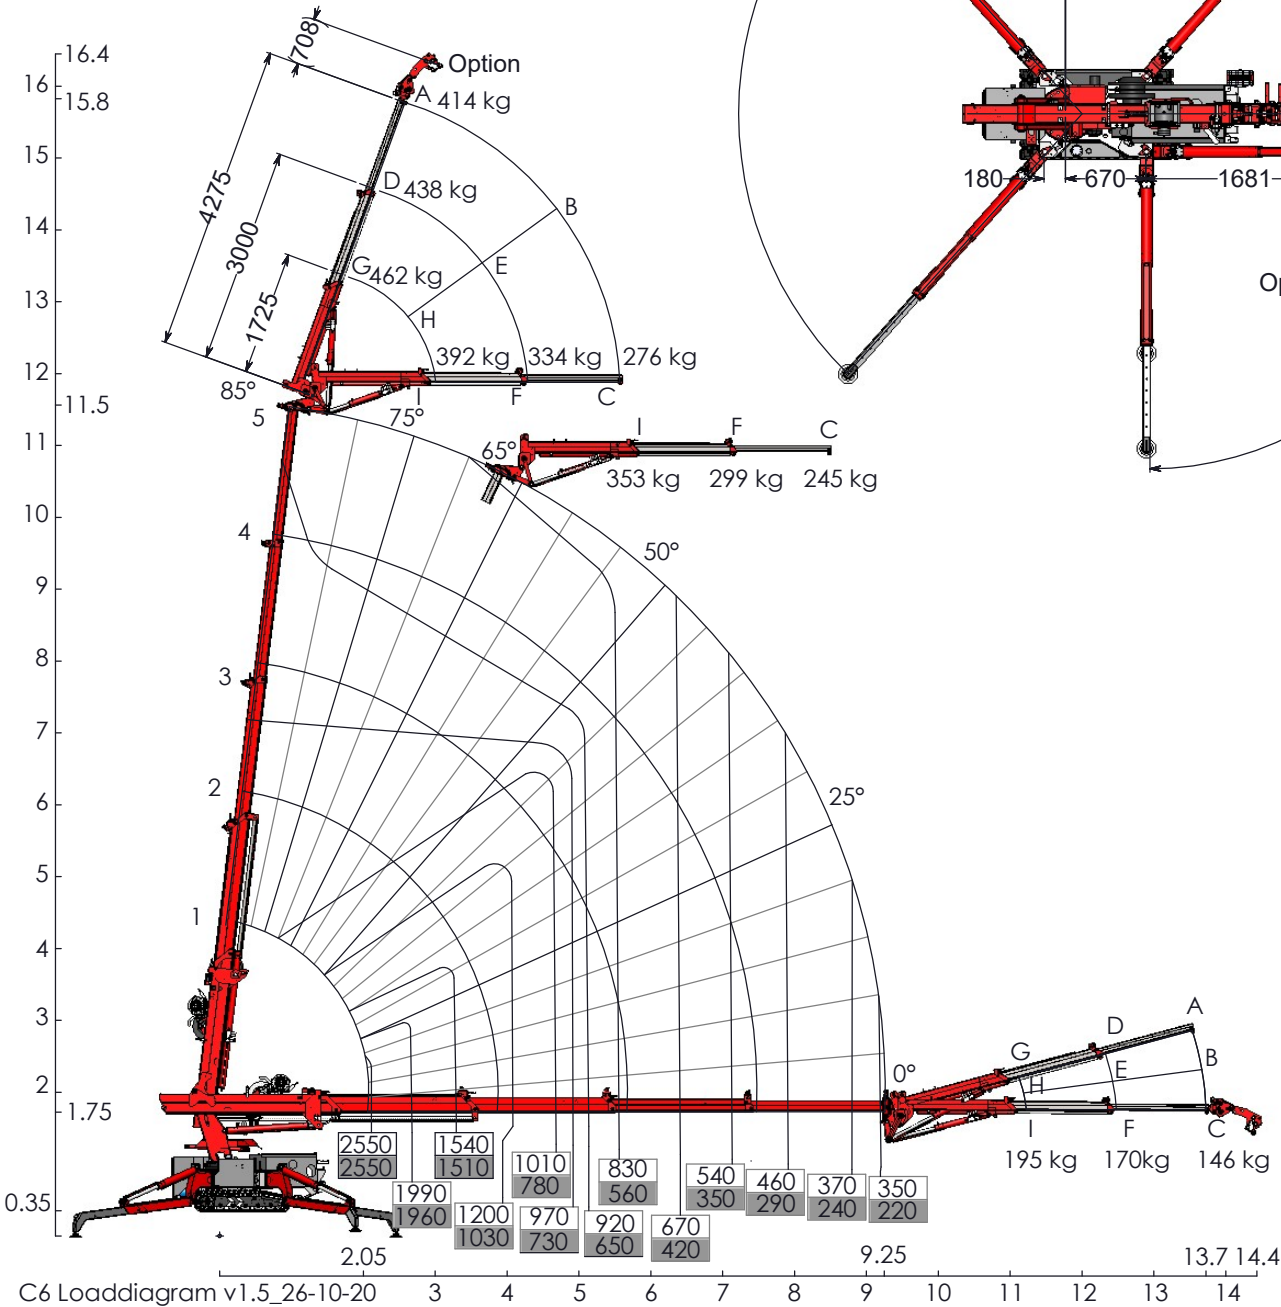 708
Option
16.4
16
15.8
A
414 kg
4275
15
3000
D
438 kg
B
14
1725
G
462 kg
E
13
H
12
392 kg
334 kg
276 kg
85°
I
F
C
11.5
5
75°
11
65°
I
F
C
353 kg
299 kg
245 kg
10
4
50°
9
8
3
7
2
6
25°
5
1
4
3
2
1.75
0.35
180
670
1681
Op
0°
G
H
D
E
A
B
I
F
C
195 kg
170kg
146 kg
2550
2550
1990
1960
1540
1510
1200
1030
1010
780
970
730
920
650
830
560
670
420
540
350
460
290
370
240
350
220
2.05
9.25
13.7 14.4
C6 Loaddiagram v1.5_26-10-20
3
4
5
6
7
8
9
10
11
12
13
14